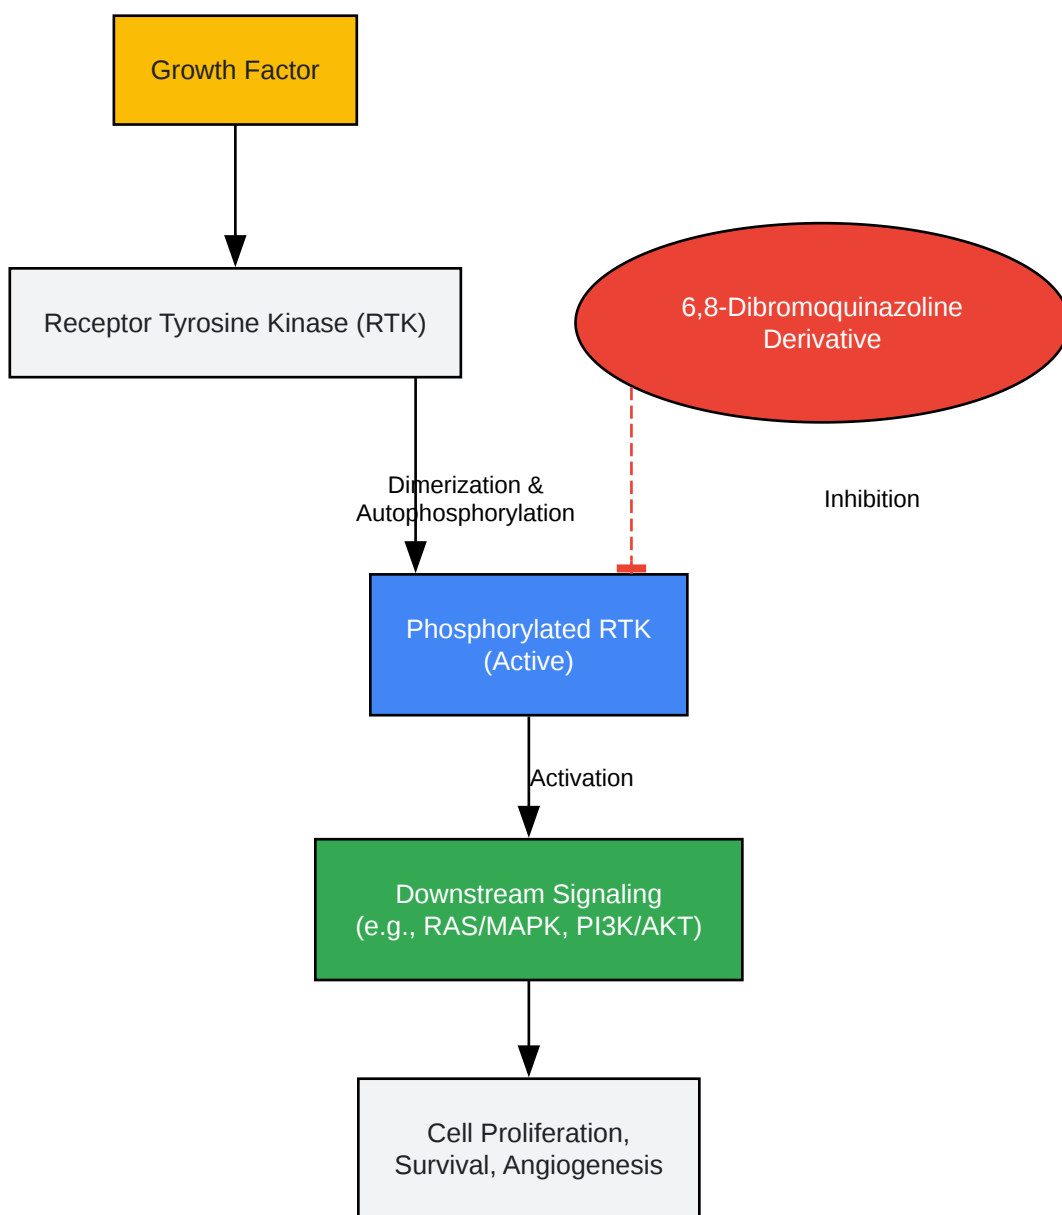 Growth Factor
Receptor Tyrosine Kinase (RTK)
6,8-Dibromoquinazoline
Derivative
Dimerization &
Autophosphorylation
Inhibition
Phosphorylated RTK
(Active)
Activation
Downstream Signaling
(e.g., RAS/MAPK, PI3K/AKT)
Cell Proliferation,
Survival, Angiogenesis